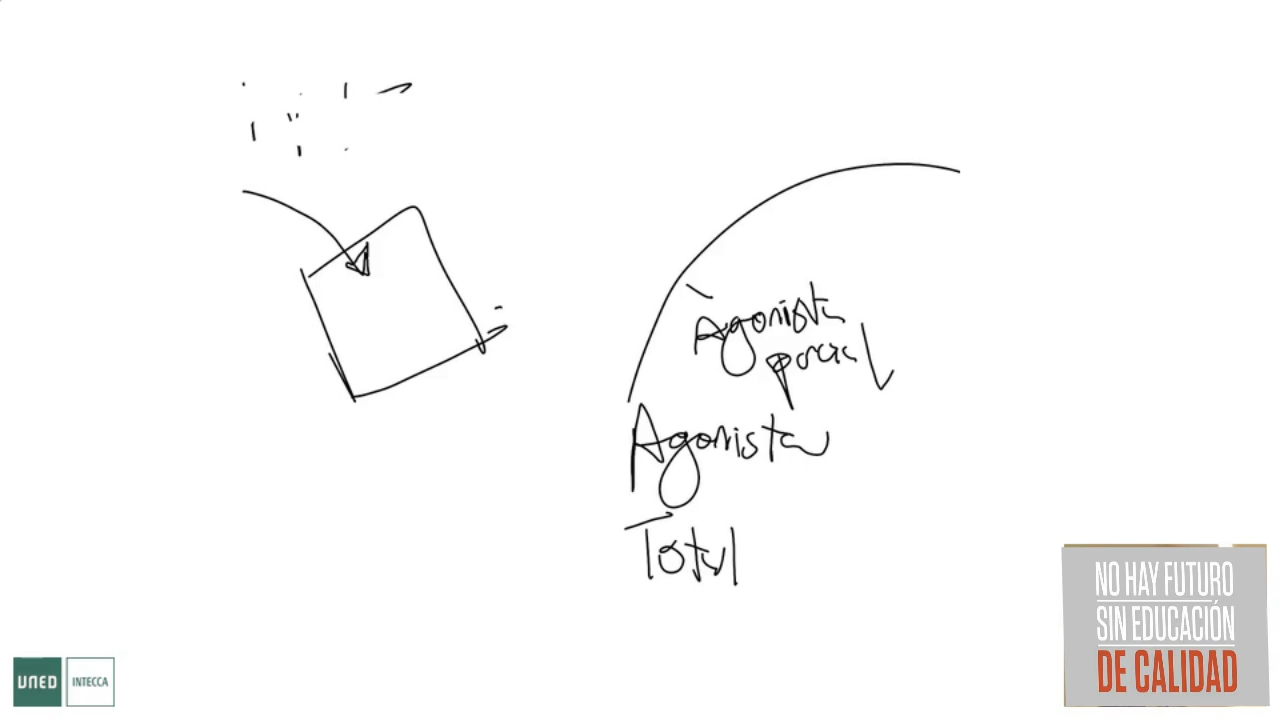 Agonista
parcial
Agonista
Total
NO HAY FUTURO
SIN EDUCACIÓN
DE CALIDAD
UNED
INTECCA